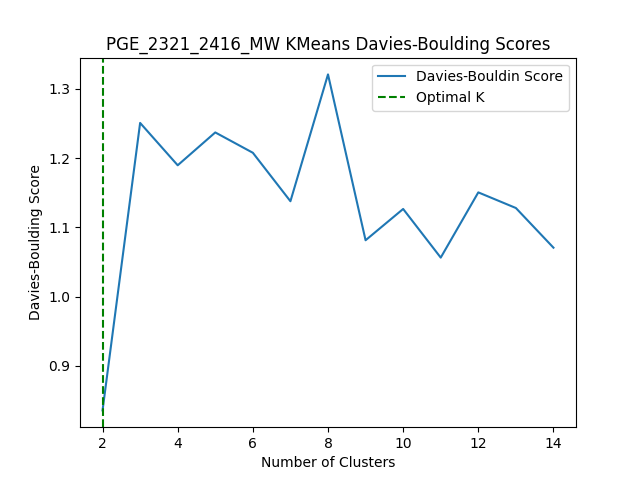 PGE_2321_2416_MW KMeans Davies-Boulding Scores
Davies-Bouldin Score
Optimal K
Davies-Boulding Score
1.3
1.2
1.1
1.0
0.9
2 4 6 8 10 12 14
Number of Clusters